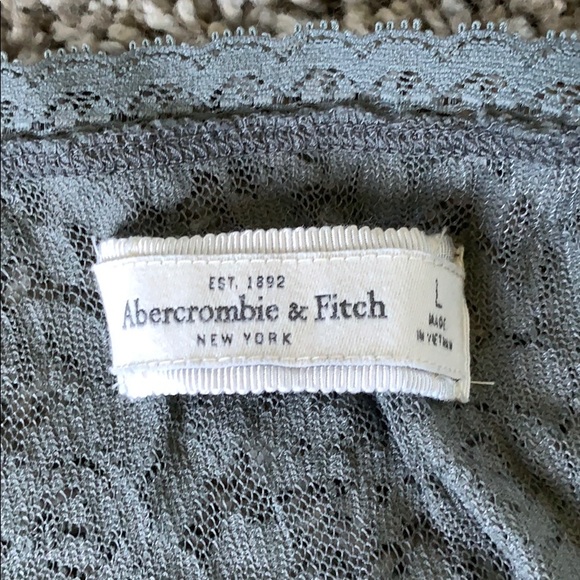 EST. 1892
Abercrombie & Fitch
NEW YORK
L
MADE
IN VIETNAM